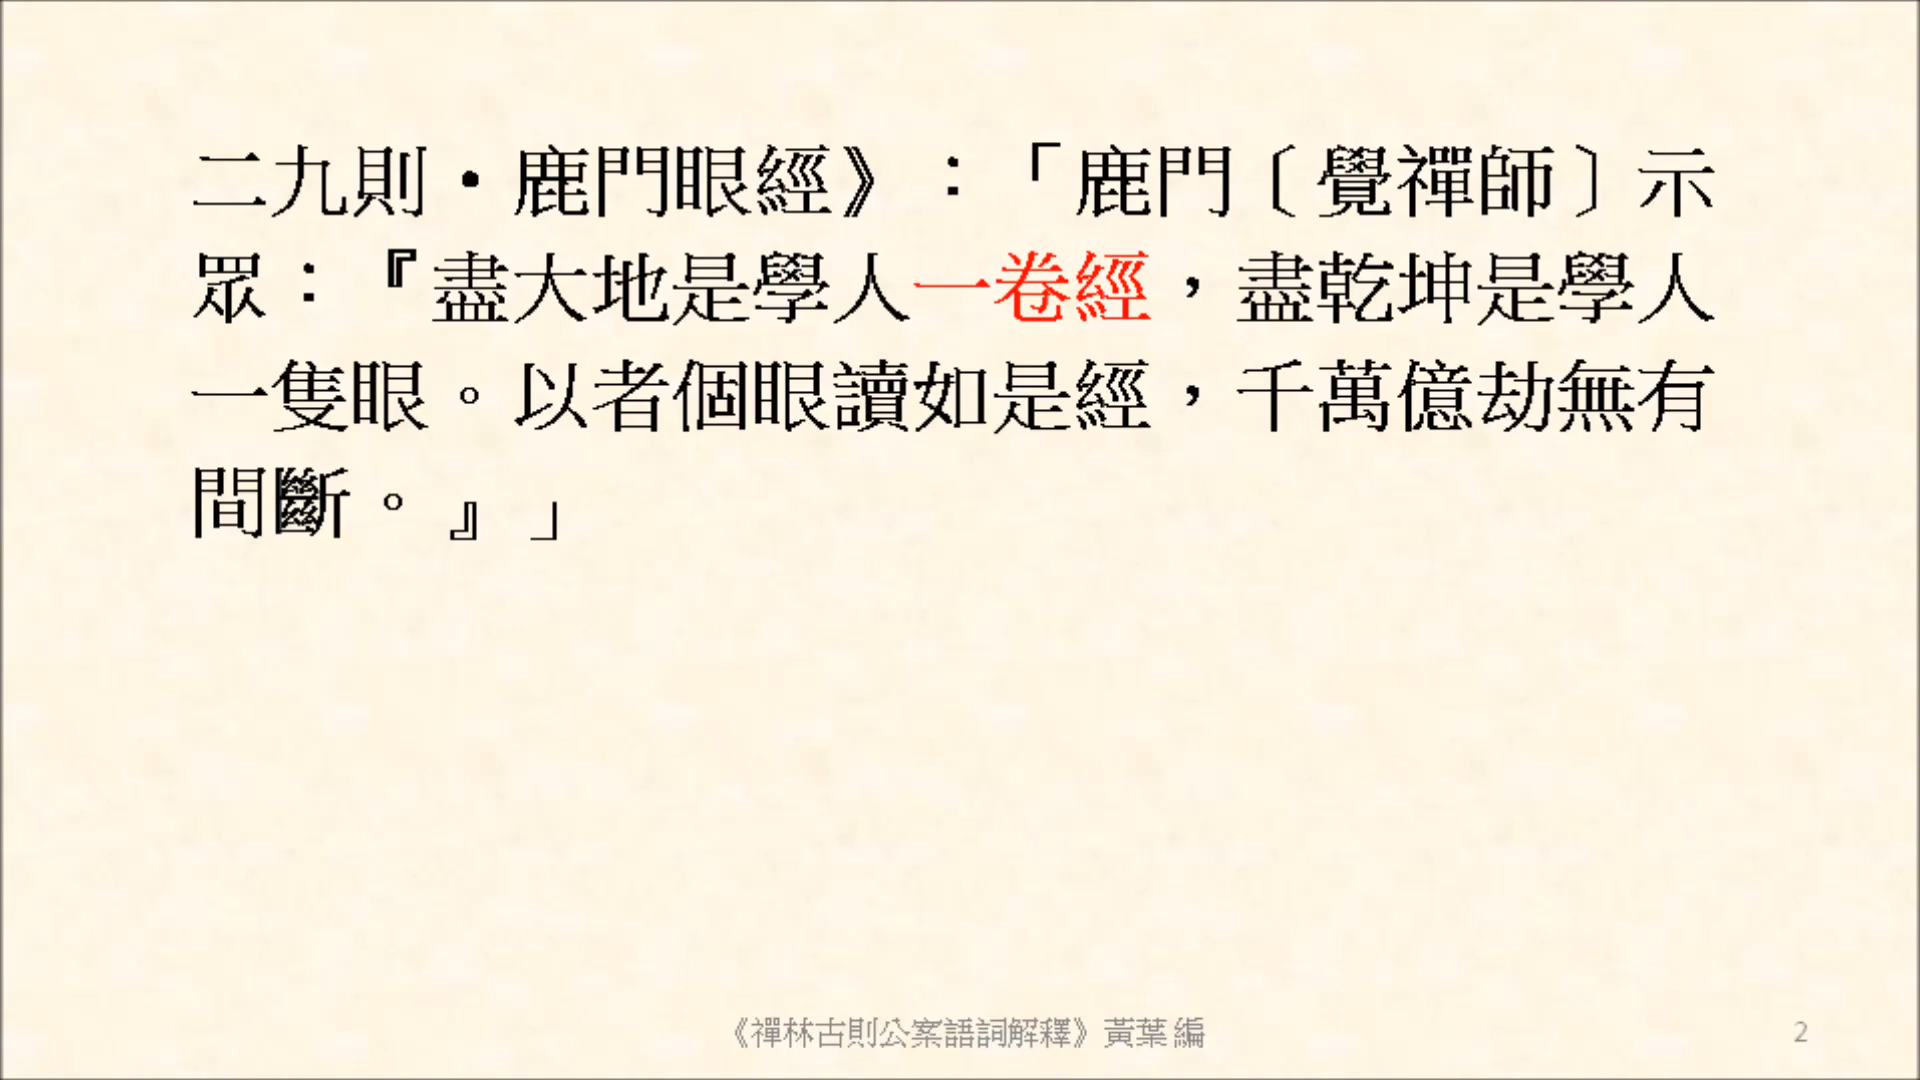 二九則・鹿門眼經》：「鹿門〔覺禪師〕示
眾：『盡大地是學人一卷經，盡乾坤是學人
一隻眼。以者個眼讀如是經，千萬億劫無有
間斷。』」
《禪林古則公案語詞解釋》黃葉 編
2